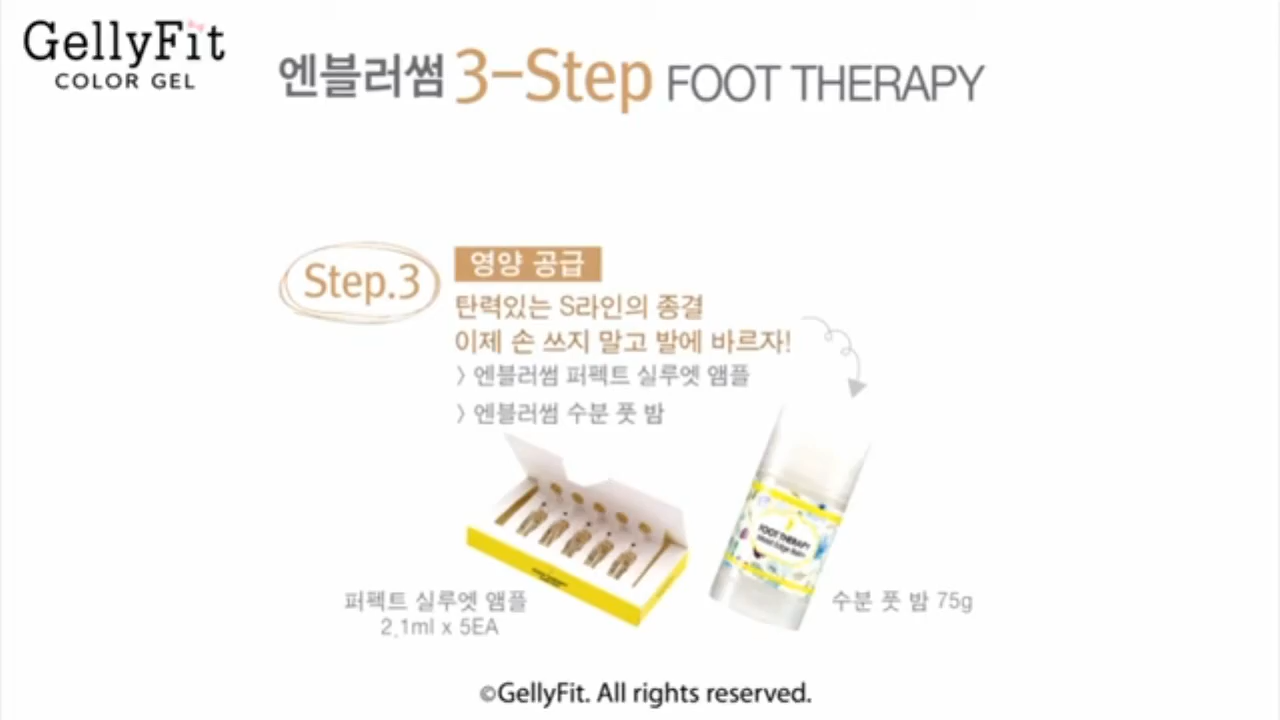 GellyFit
COLOR GEL
엔블러썸 3-Step FOOT THERAPY
Step.3
영양 공급
탄력있는 S라인의 종결
이제 손 쓰지 말고 발에 바르자!
> 엔블러썸 퍼펙트 실루엣 앰플
> 엔블러썸 수분 풋 밤
FOOT THERAPY
퍼펙트 실루엣 앰플
2.1ml x 5EA
수분 풋 밤 75g
©GellyFit. All rights reserved.